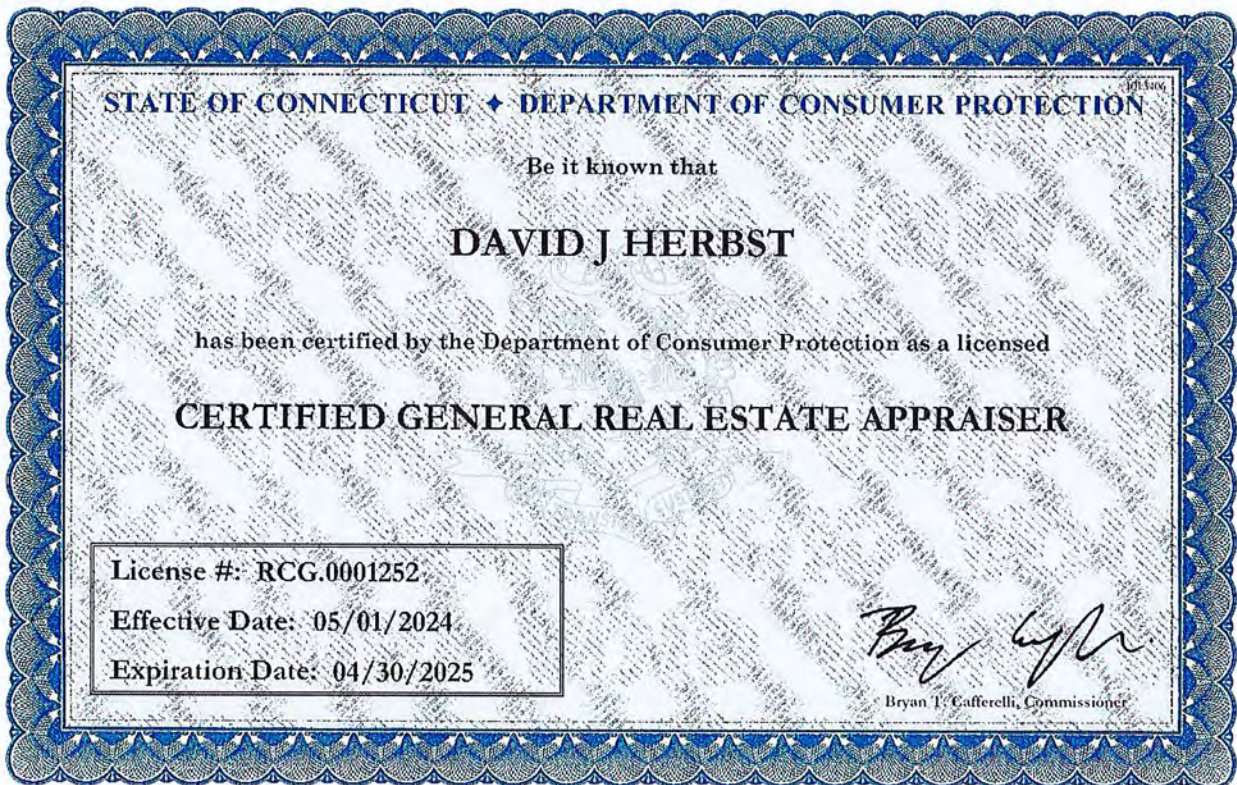 STATE OF CONNECTICUT ✦ DEPARTMENT OF CONSUMER PROTECTION
Be it known that
DAVID J HERBST
has been certified by the Department of Consumer Protection as a licensed
CERTIFIED GENERAL REAL ESTATE APPRAISER
License #: RCG.0001252
Effective Date: 05/01/2024
Expiration Date: 04/30/2025
Bryan T. Cafferelli, Commissioner